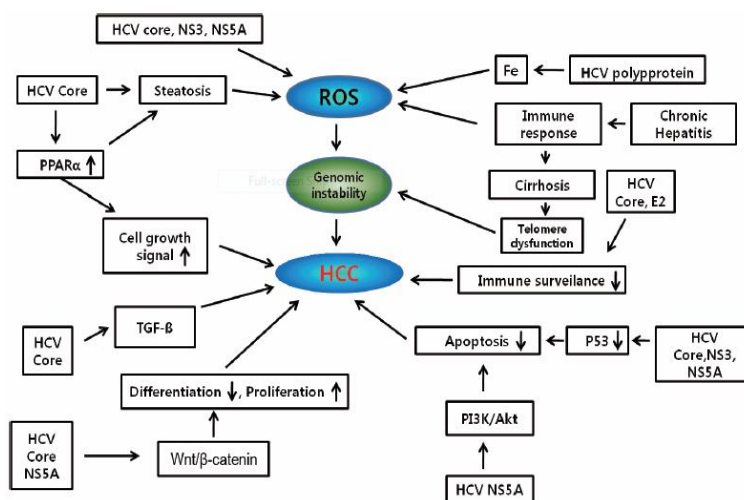 HCV core, NS3, NS5A
HCV Core
Steatosis
ROS
Fe
HCV polypprotein
Immune
response
Chronic
Hepatitis
PPARα
Full-screen
Genomic
instability
Cirrhosis
HCV
Core, E2
Cell growth
signal
Telomere
dysfunction
HCC
Immune surveilance
HCV
Core
TGF-ß
Apoptosis
P53
HCV
Core,NS3,
NS5A
Differentiation , Proliferation
PI3K/Akt
HCV
Core
NS5A
Wnt/β-catenin
HCV NS5A